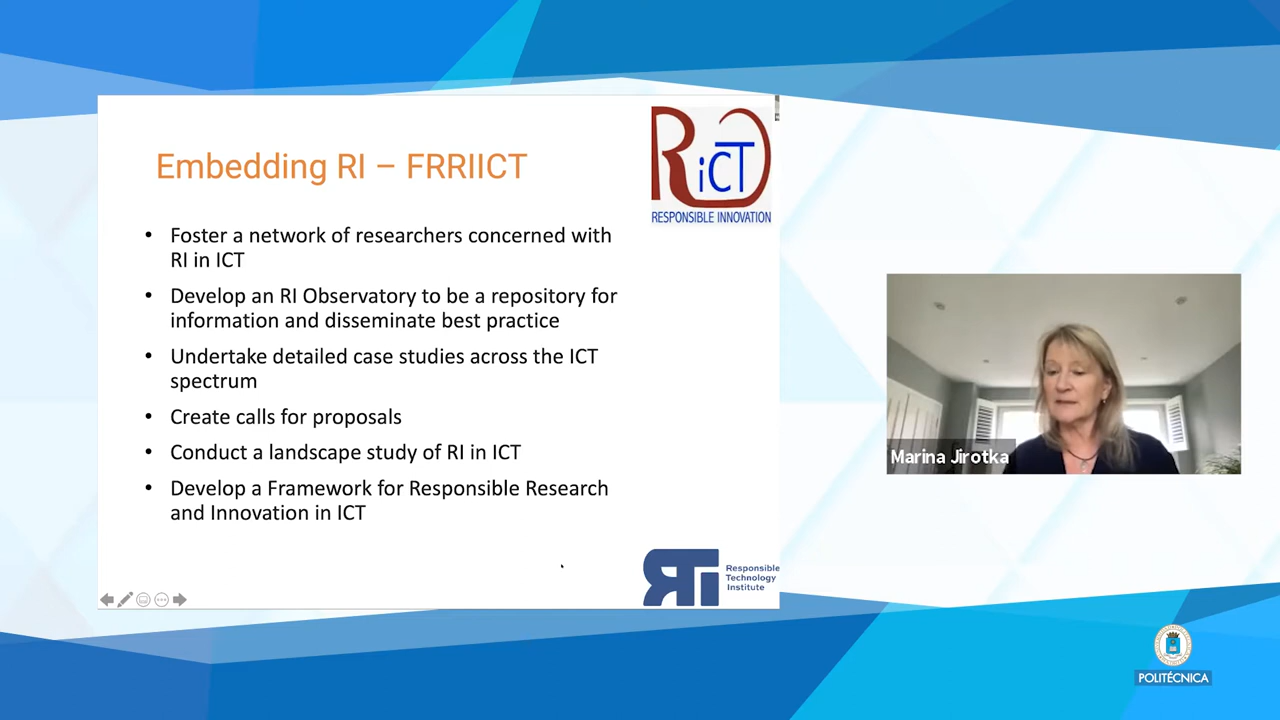 Embedding RI – FRRIICT
RiCT
RESPONSIBLE INNOVATION
• Foster a network of researchers concerned with
RI in ICT
• Develop an RI Observatory to be a repository for
information and disseminate best practice
• Undertake detailed case studies across the ICT
spectrum
• Create calls for proposals
• Conduct a landscape study of RI in ICT
• Develop a Framework for Responsible Research
and Innovation in ICT
RTi
Responsible
Technology
Institute
Marina Jirotka
POLITÉCNICA